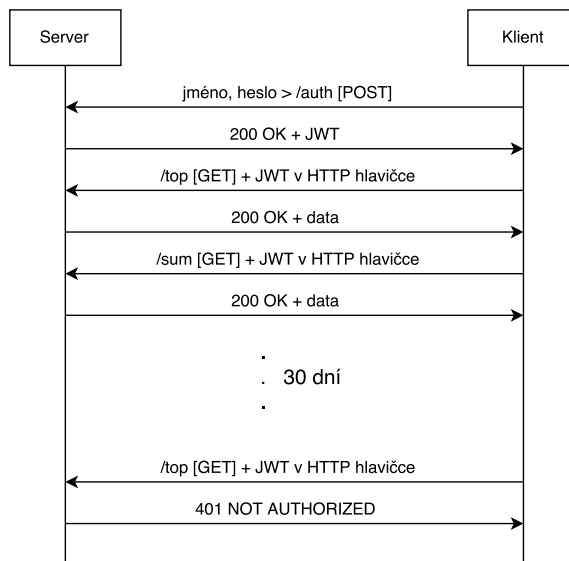 Server
Klient
jméno, heslo > /auth [POST]
200 OK + JWT
/top [GET] + JWT v HTTP hlavičce
200 OK + data
/sum [GET] + JWT v HTTP hlavičce
200 OK + data
30 dní
/top [GET] + JWT v HTTP hlavičce
401 NOT AUTHORIZED